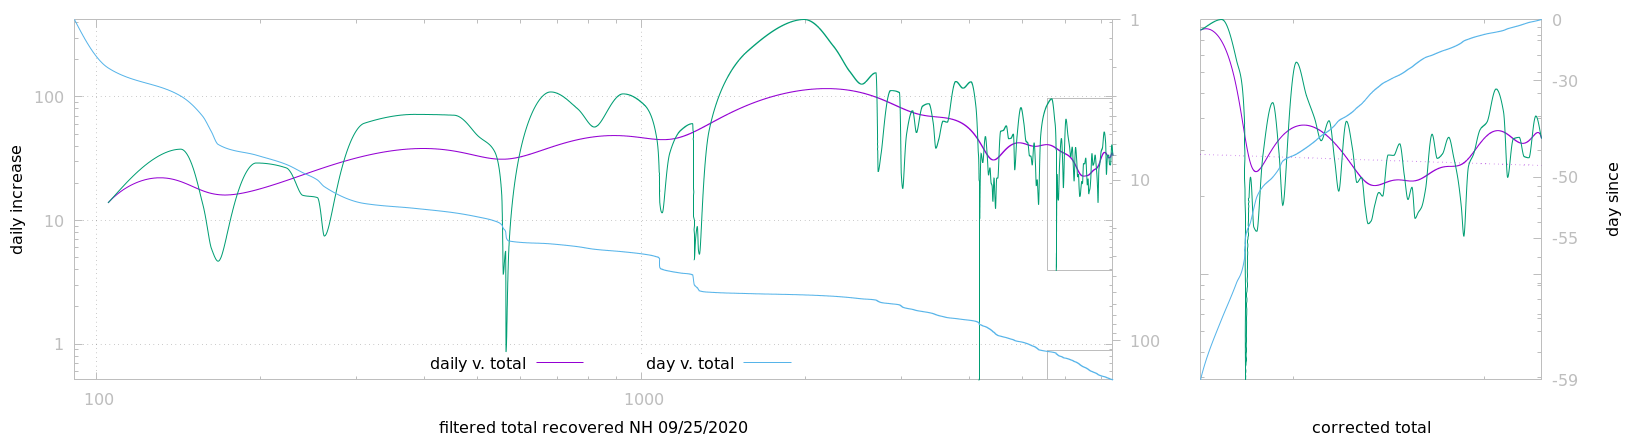 daily increase
100
10
1
100
1000
filtered total recovered NH 09/25/2020
daily v. total
day v. total
1
10
100
0
-30
-50
-55
-59
day since
corrected total